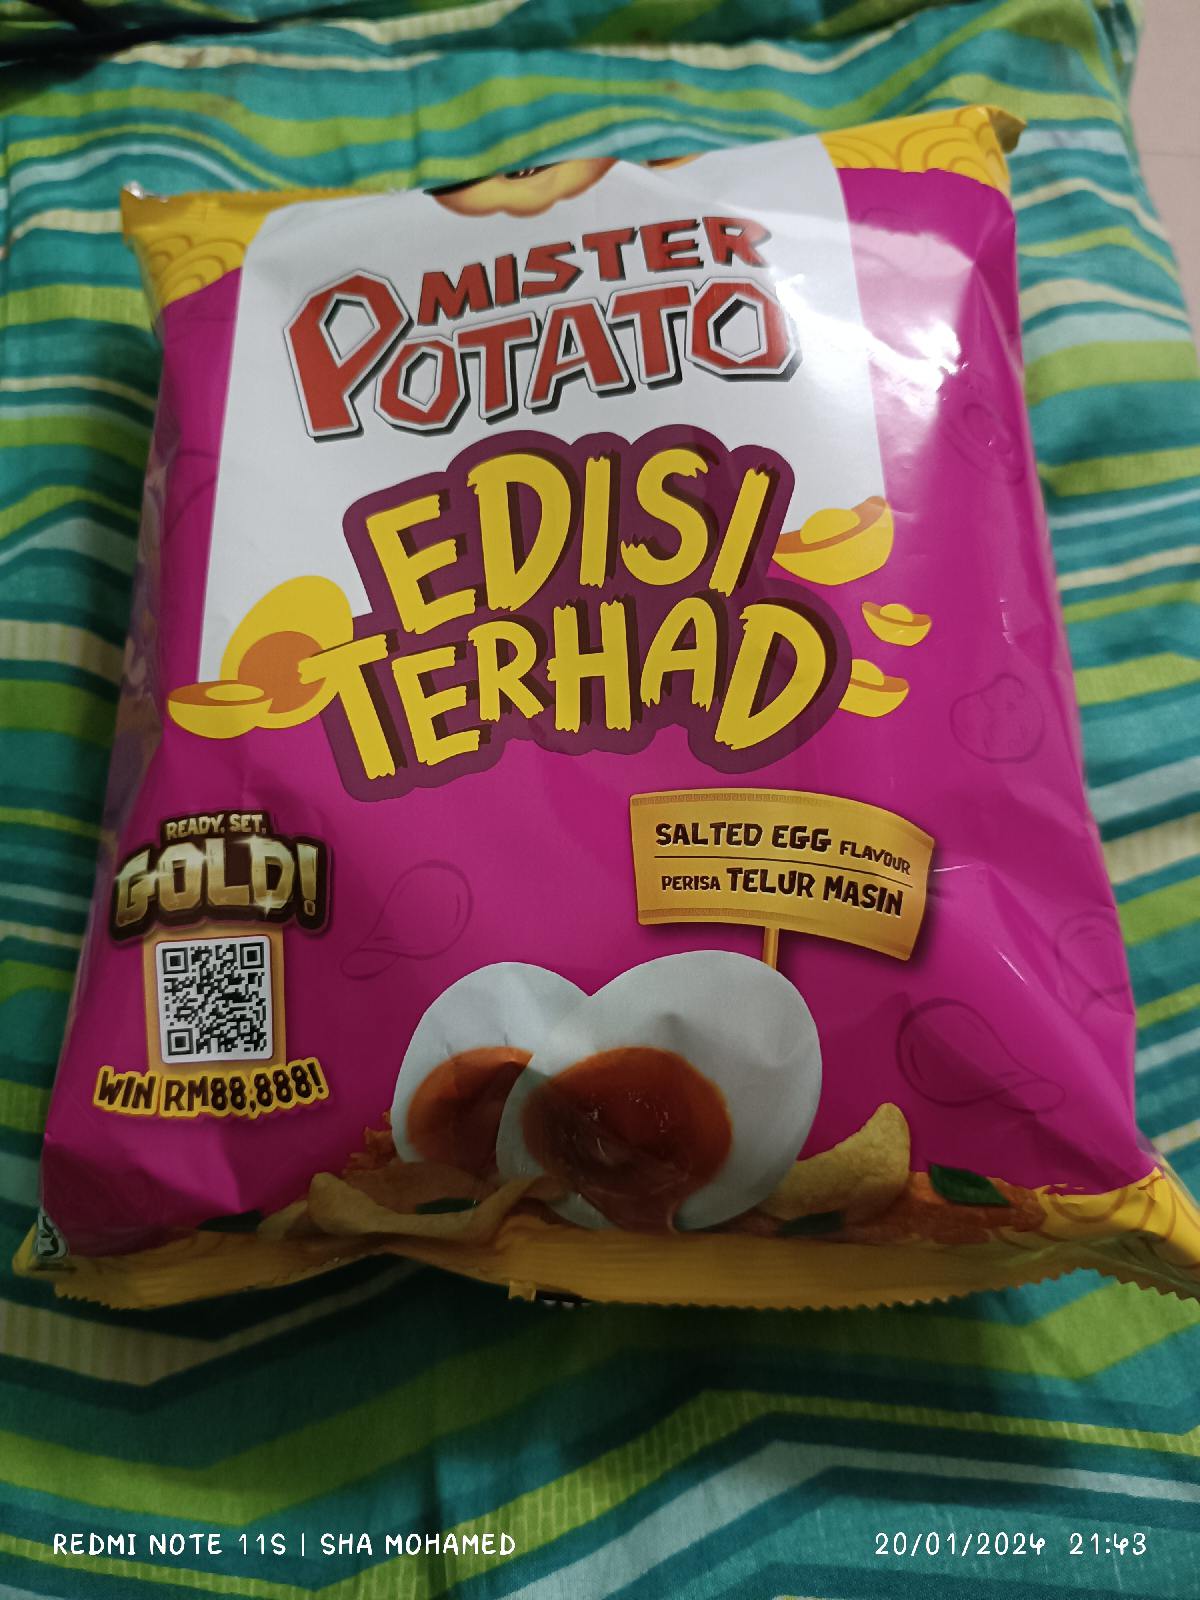 MISTER
POTATO
EDISI
TERHAD
READY. SET.
GOLD!
WIN RM88,888!
SALTED EGG FLAVOUR
PERISA TELUR MASIN
REDMI NOTE 11S | SHA MOHAMED
20/01/2024 21:43